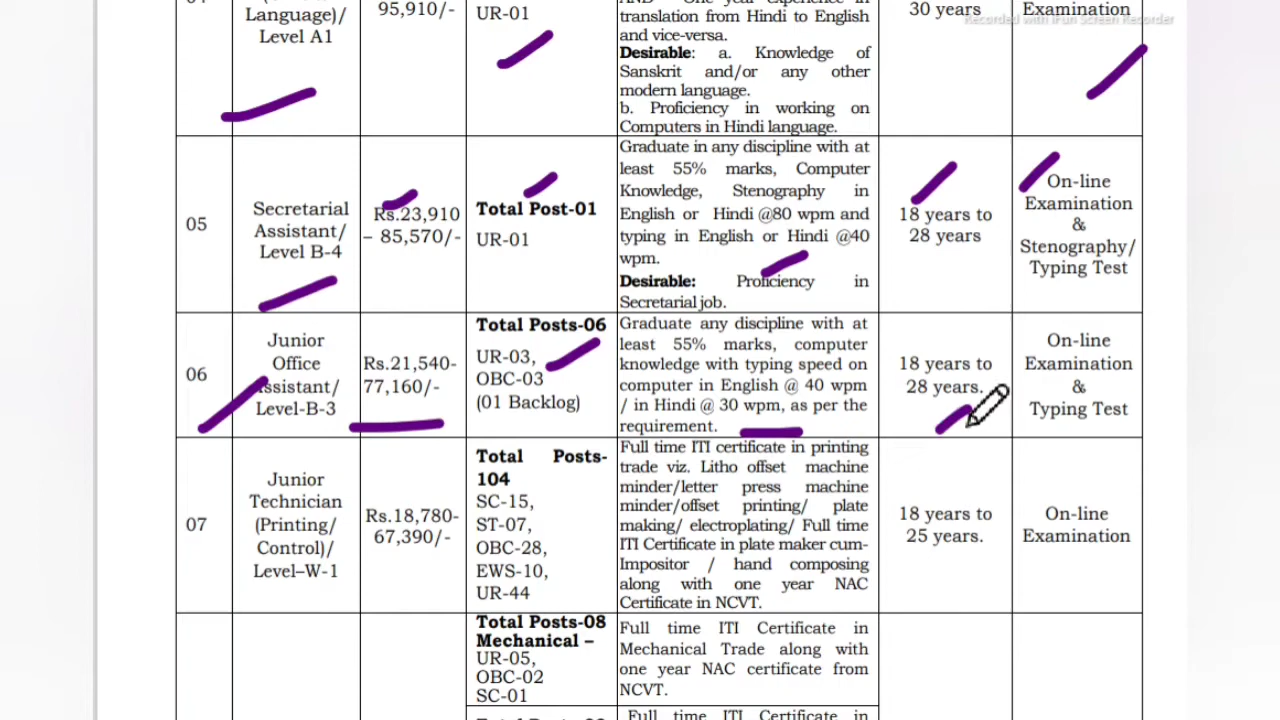 (
Language)/
Level A1
95,910/-
UR-01
AND One year experience in
translation from Hindi to English
and vice-versa.
Desirable: a. Knowledge of
Sanskrit and/or any other
modern language.
b. Proficiency in working on
Computers in Hindi language.
30 years
Examination
Recorded with iFun Screen Recorder
05
Secretarial
Assistant/
Level B-4
Rs.23,910
– 85,570/-
Total Post-01
UR-01
Graduate in any discipline with at
least 55% marks, Computer
Knowledge, Stenography in
English or Hindi @80 wpm and
typing in English or Hindi @40
wpm.
Desirable: Proficiency in
Secretarial job.
18 years to
28 years
On-line
Examination
&
Stenography/
Typing Test
06
Junior
Office
Assistant/
Level-B-3
Rs.21,540-
77,160/-
Total Posts-06
UR-03,
OBC-03
(01 Backlog)
Graduate any discipline with at
least 55% marks, computer
knowledge with typing speed on
computer in English @ 40 wpm
/ in Hindi @ 30 wpm, as per the
requirement.
18 years to
28 years.
On-line
Examination
&
Typing Test
07
Junior
Technician
(Printing/
Control)/
Level–W-1
Rs.18,780-
67,390/-
Total Posts-
104
SC-15,
ST-07,
OBC-28,
EWS-10,
UR-44
Full time ITI certificate in printing
trade viz. Litho offset machine
minder/letter press machine
minder/offset printing/ plate
making/ electroplating/ Full time
ITI Certificate in plate maker cum-
Impositor / hand composing
along with one year NAC
Certificate in NCVT.
18 years to
25 years.
On-line
Examination
Total Posts-08
Mechanical –
UR-05,
OBC-02
SC-01
Full time ITI Certificate in
Mechanical Trade along with
one year NAC certificate from
NCVT.
Full time ITI Certificate in